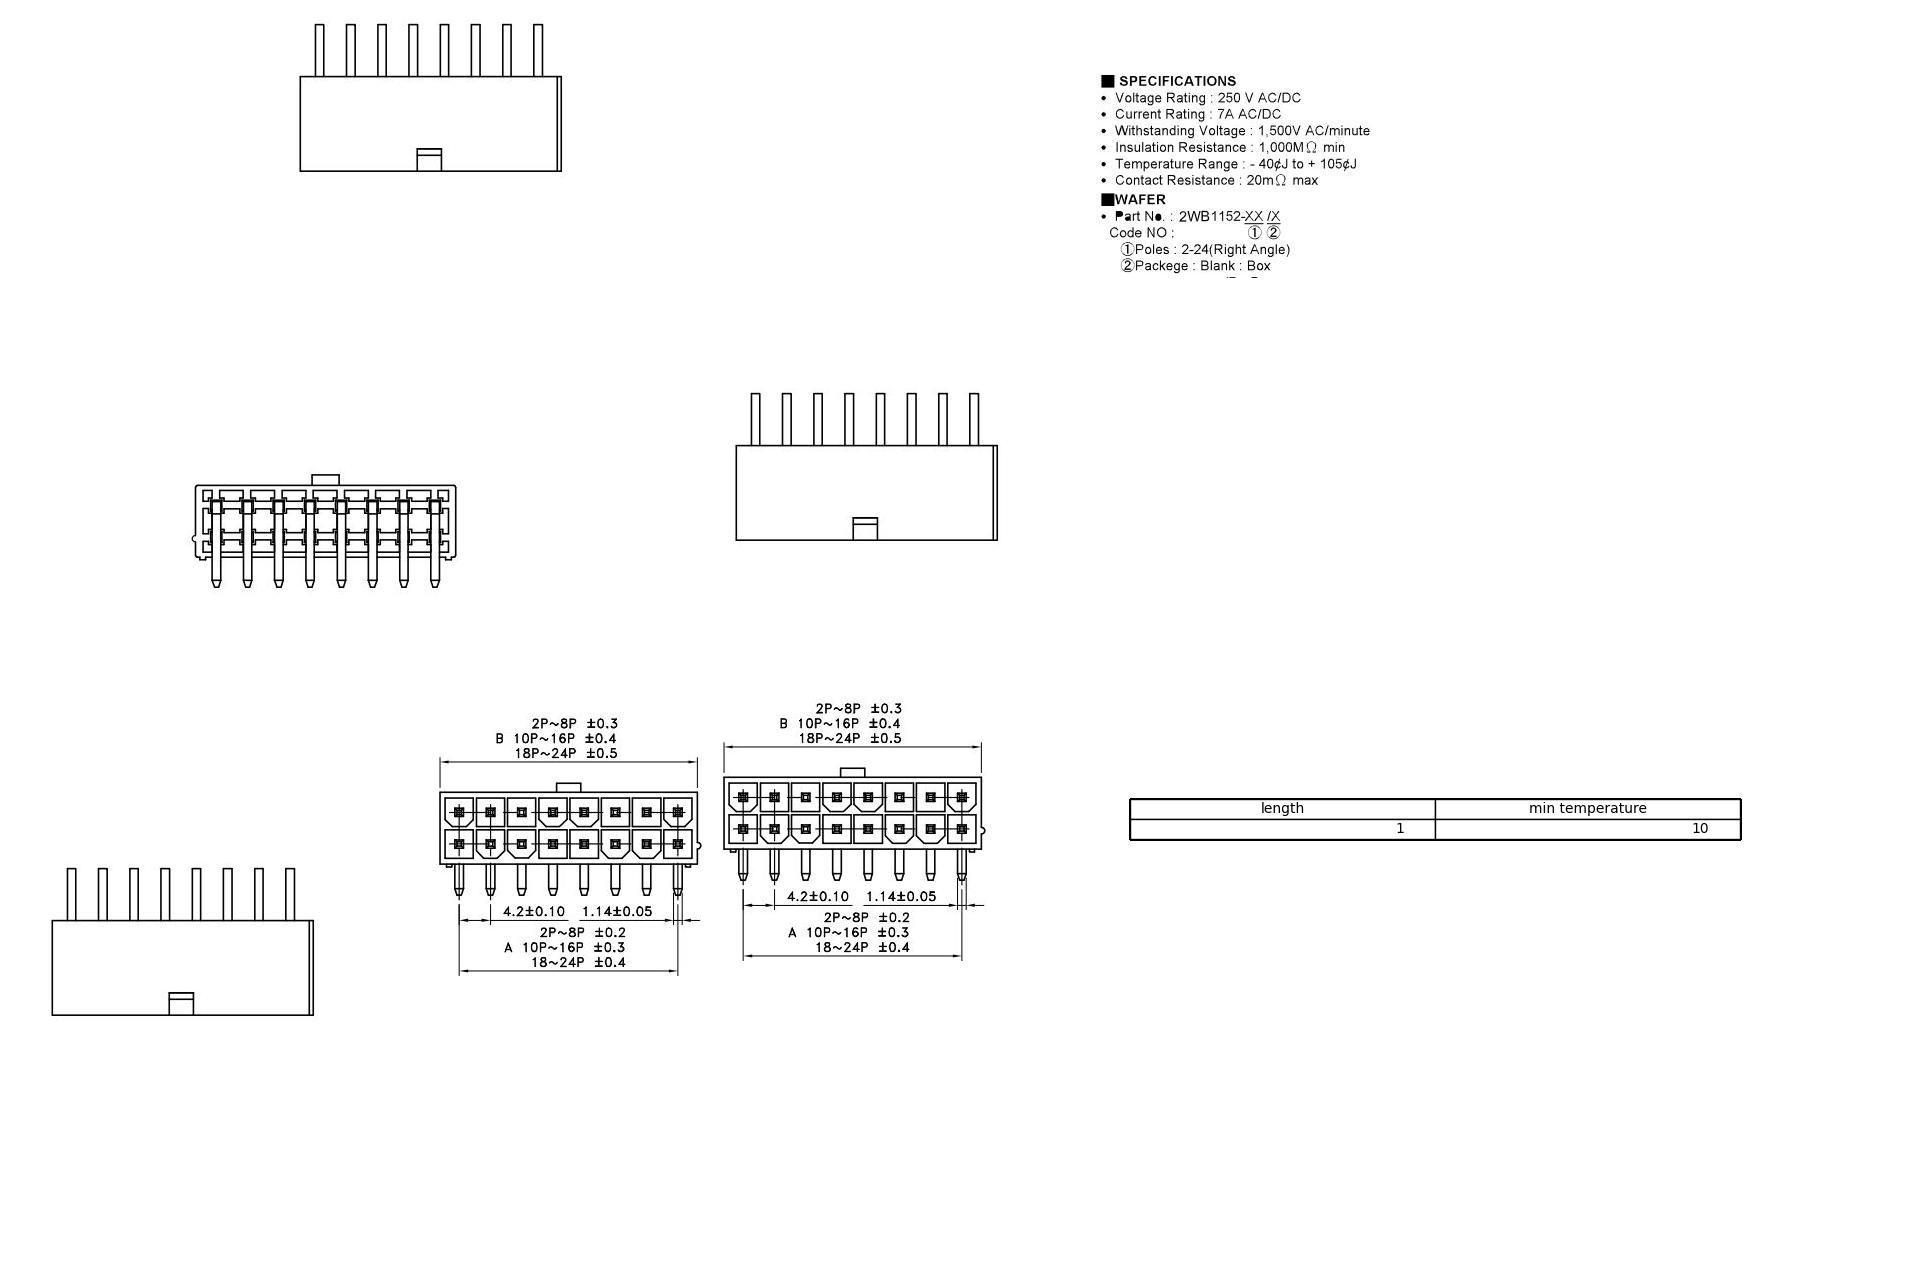 ■ SPECIFICATIONS
• Voltage Rating : 250 V AC/DC
• Current Rating : 7A AC/DC
• Withstanding Voltage : 1,500V AC/minute
• Insulation Resistance : 1,000MΩ min
• Temperature Range : - 40¢J to + 105¢J
• Contact Resistance : 20mΩ max
■WAFER
• Part No. : 2WB1152-XX /X
Code NO : ① ②
①Poles : 2-24(Right Angle)
②Packege : Blank : Box
2P~8P ±0.3
B 10P~16P ±0.4
18P~24P ±0.5
4.2±0.10 1.14±0.05
2P~8P ±0.2
A 10P~16P ±0.3
18~24P ±0.4
2P~8P ±0.3
B 10P~16P ±0.4
18P~24P ±0.5
4.2±0.10 1.14±0.05
2P~8P ±0.2
A 10P~16P ±0.3
18~24P ±0.4
length min temperature
1 10